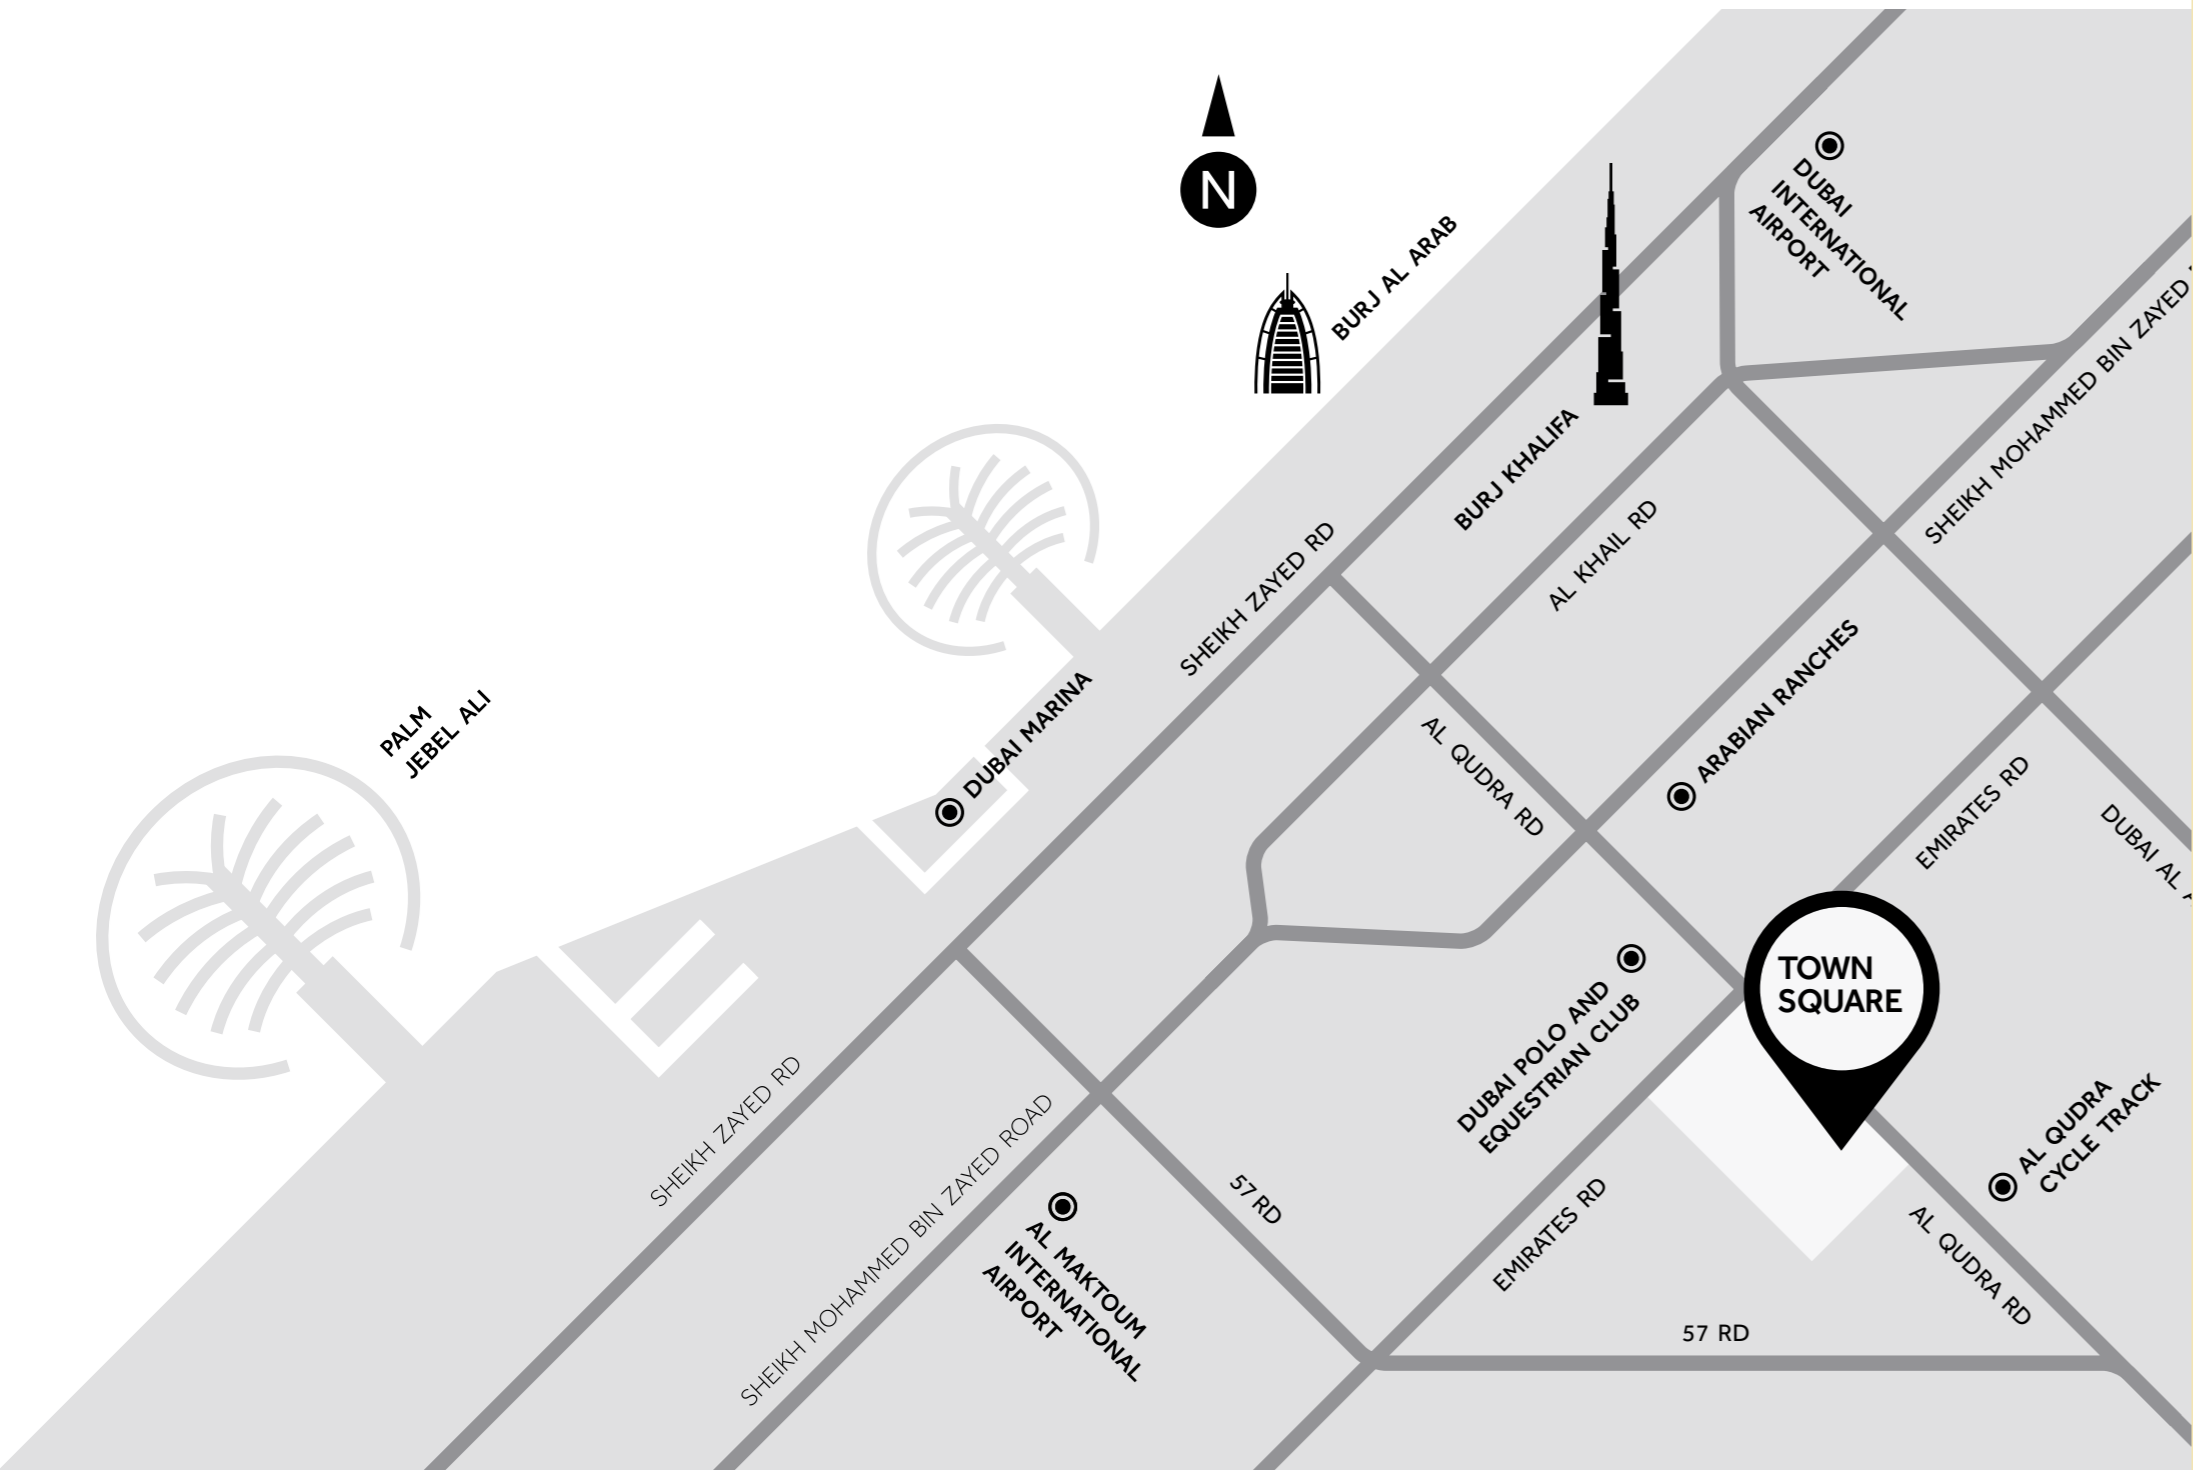 N
DUBAI
INTERNATIONAL
AIRPORT
BURJ AL ARAB
SHEIKH MOHAMMED BIN ZAYED
BURJ KHALIFA
AL KHAIL RD
SHEIKH ZAYED RD
ARABIAN RANCHES
PALM
JEBEL ALI
DUBAI MARINA
AL QUDRA RD
EMIRATES RD
DUBAI AL
TOWN
SQUARE
DUBAI POLO AND
EQUESTRIAN CLUB
SHEIKH ZAYED RD
SHEIKH MOHAMMED BIN ZAYED ROAD
AL QUDRA
CYCLE TRACK
57 RD
EMIRATES RD
AL QUDRA RD
AL MAKTOUM
INTERNATIONAL
AIRPORT
57 RD